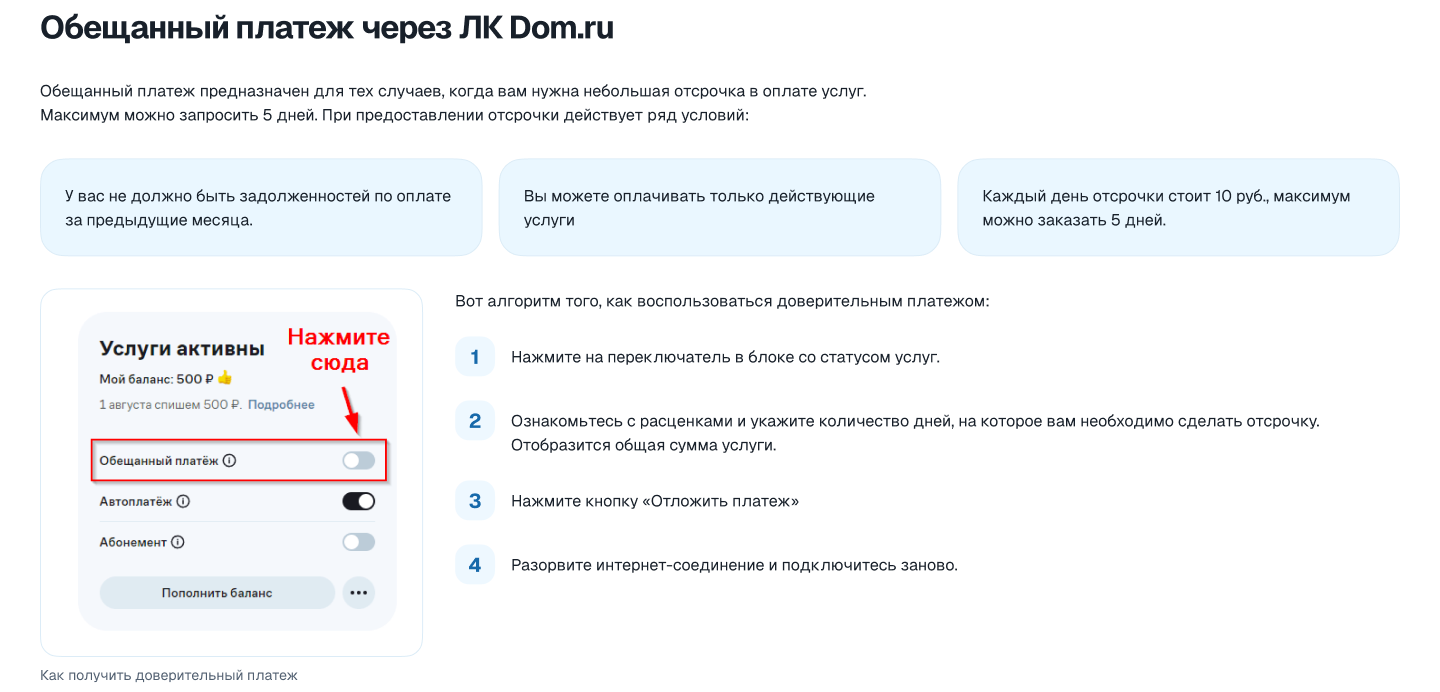 Обещанный платеж через ЛК Dom.ru
Обещанный платеж предназначен для тех случаев, когда вам нужна небольшая отсрочка в оплате услуг.
Максимум можно запросить 5 дней. При предоставлении отсрочки действует ряд условий:
У вас не должно быть задолженностей по оплате
за предыдущие месяца.
Вы можете оплачивать только действующие
услуги
Каждый день отсрочки стоит 10 руб., максимум
можно заказать 5 дней.
Услуги активны
Нажмите
сюда
Мой баланс: 500 ₽ 👍
1 августа спишем 500 ₽. Подробнее
Обещанный платёж
Автоплатёж
Абонемент
Пополнить баланс
Как получить доверительный платеж
Вот алгоритм того, как воспользоваться доверительным платежом:
1 Нажмите на переключатель в блоке со статусом услуг.
2 Ознакомьтесь с расценками и укажите количество дней, на которое вам необходимо сделать отсрочку.
Отобразится общая сумма услуги.
3 Нажмите кнопку «Отложить платеж»
4 Разорвите интернет-соединение и подключитесь заново.